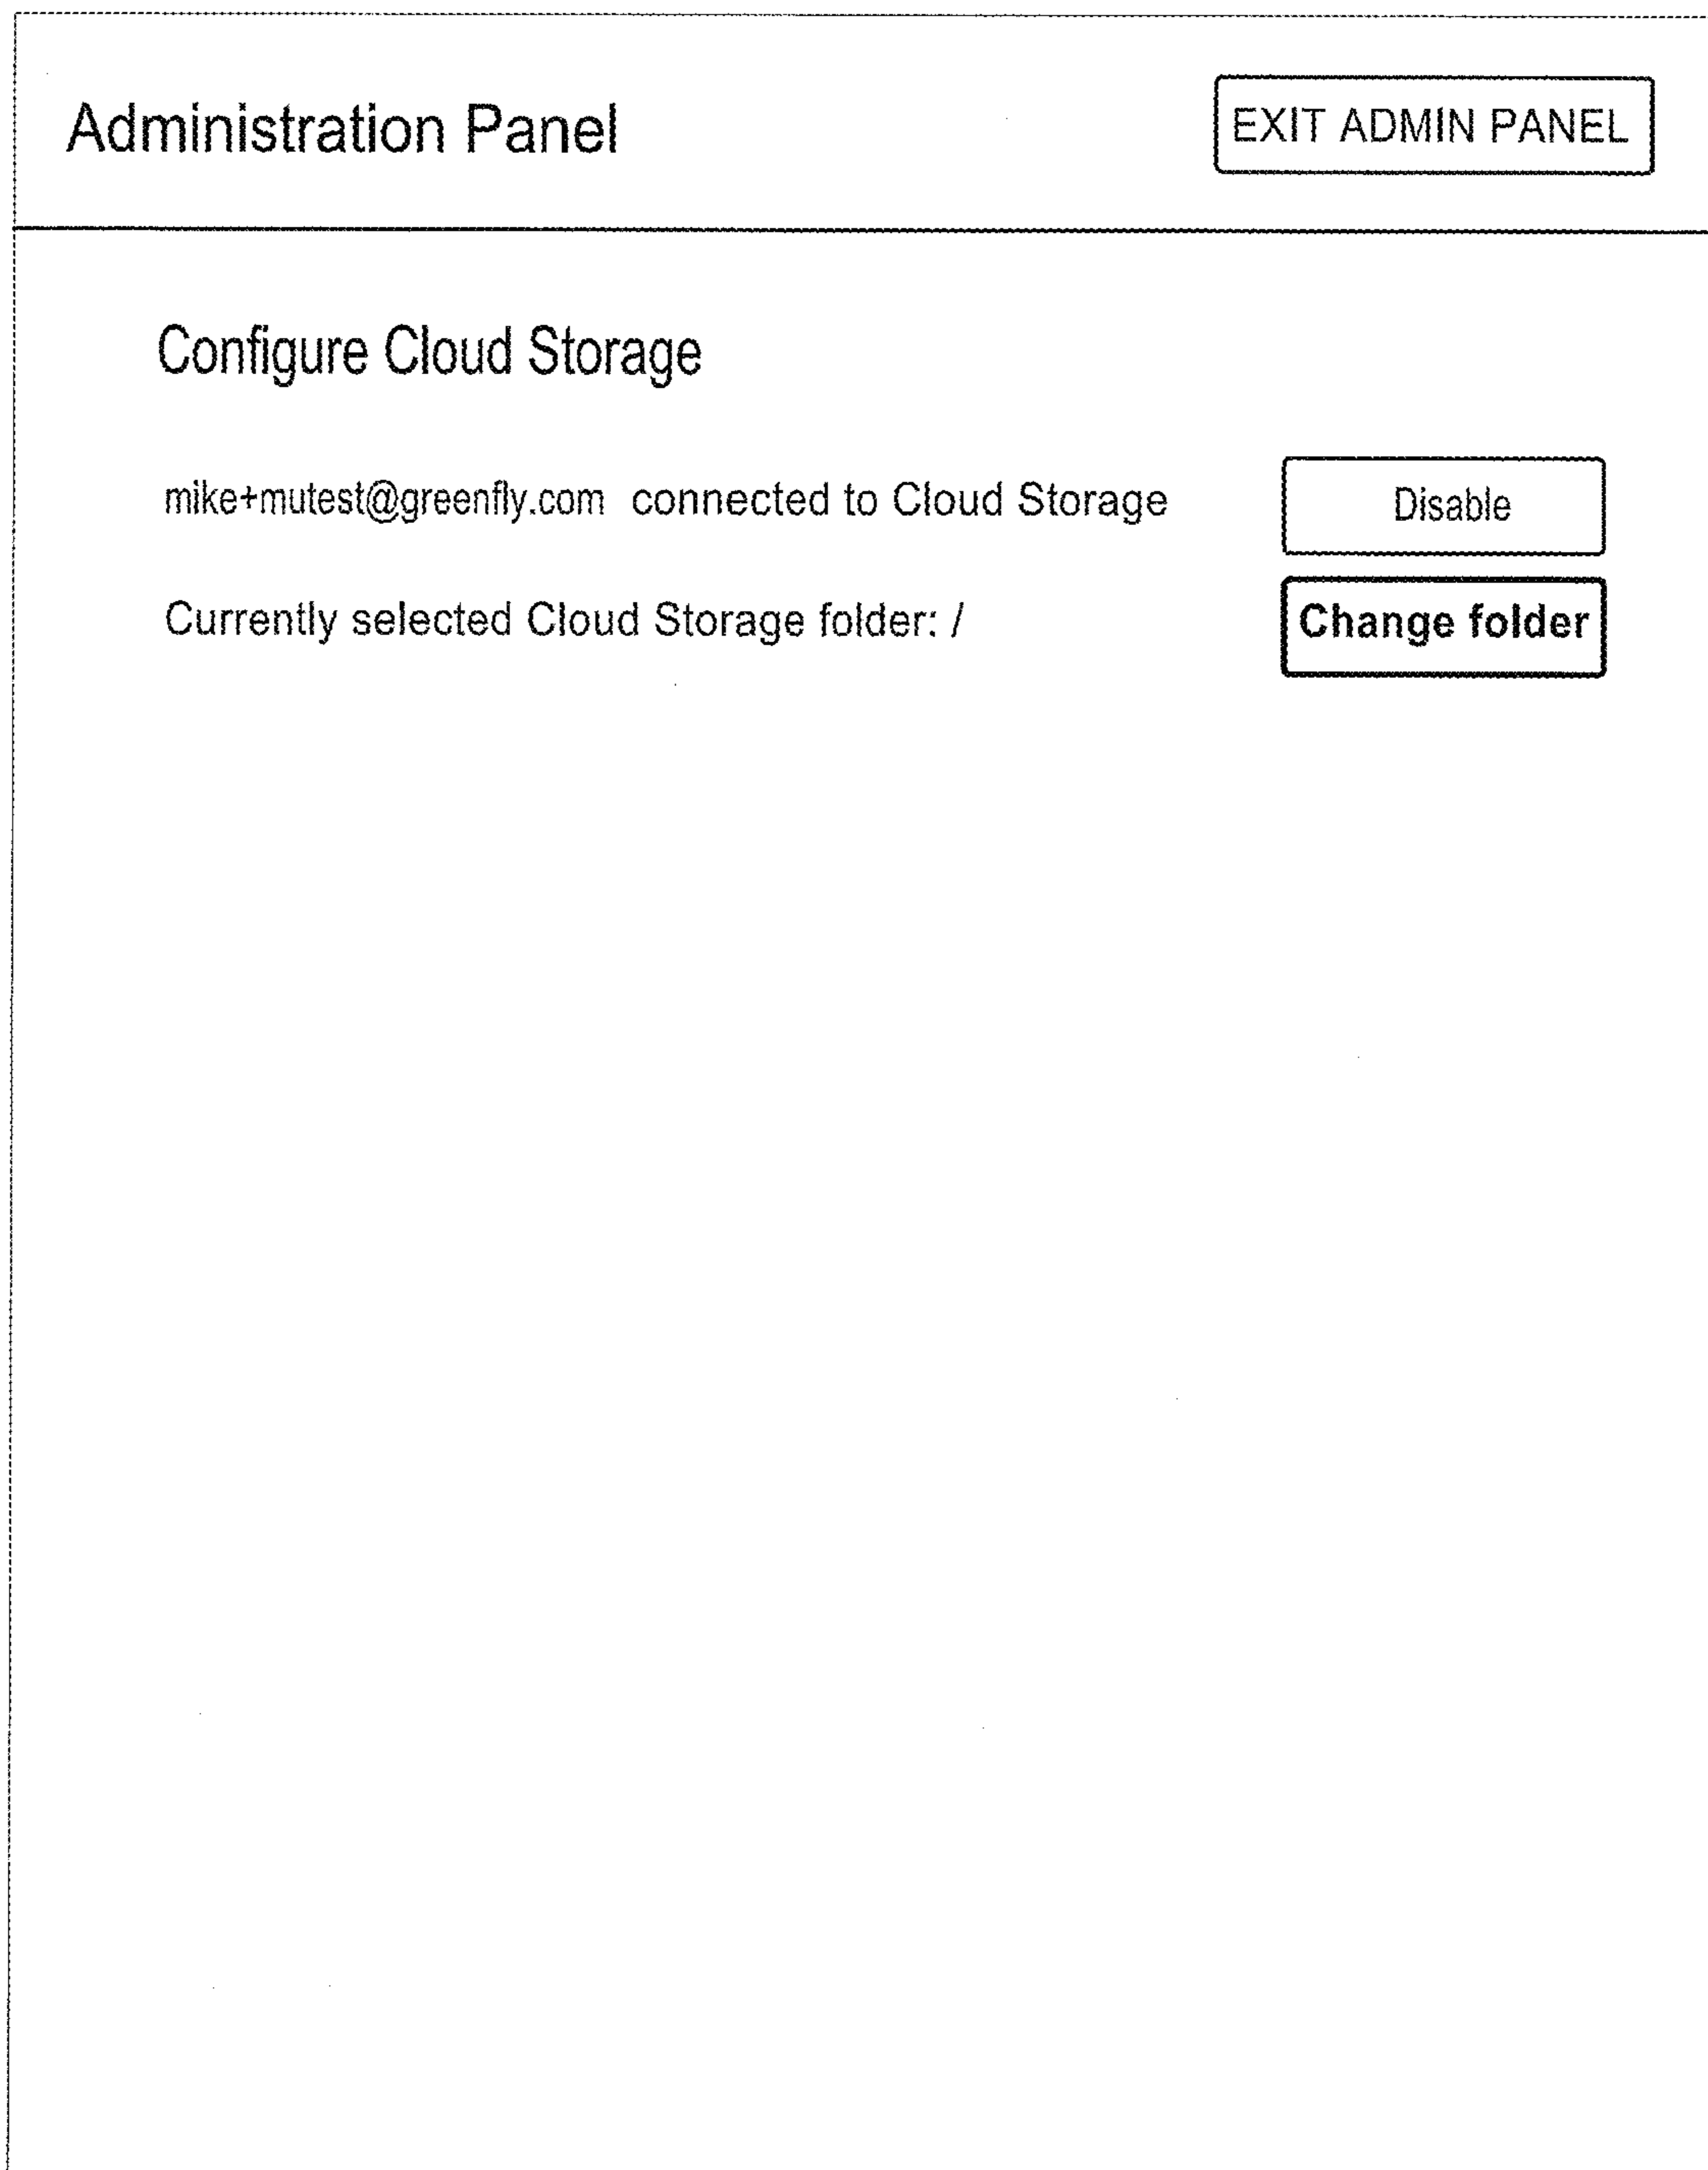 Administration Panel
EXIT ADMIN PANEL
Configure Cloud Storage
mike+mutest@greenfly.com connected to Cloud Storage
Disable
Currently selected Cloud Storage folder: /
Change folder